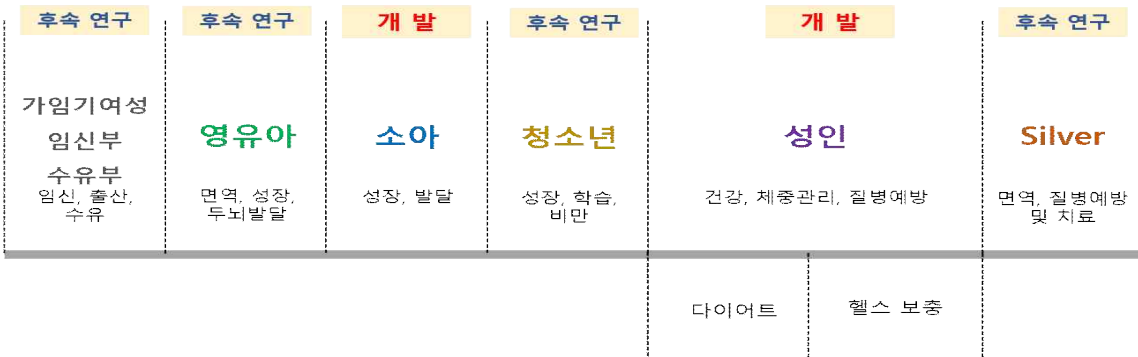 후속 연구
후속 연구
개 발
후속 연구
개 발
후속 연구
가임기여성
임신부
수유부
임신, 출산,
수유
영유아
면역, 성장,
두뇌발달
소아
성장, 발달
청소년
성장, 학습,
비만
성인
건강, 체중관리, 질병예방
Silver
면역, 질병예방
및 치료
다이어트
헬스 보충